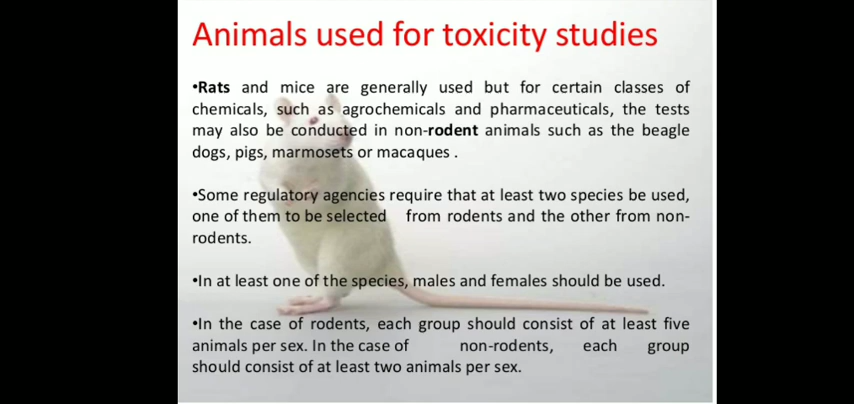 Animals used for toxicity studies
•Rats and mice are generally used but for certain classes of
chemicals, such as agrochemicals and pharmaceuticals, the tests
may also be conducted in non-rodent animals such as the beagle
dogs, pigs, marmosets or macaques .
•Some regulatory agencies require that at least two species be used,
one of them to be selected from rodents and the other from non-
rodents.
•In at least one of the species, males and females should be used.
•In the case of rodents, each group should consist of at least five
animals per sex. In the case of non-rodents, each group
should consist of at least two animals per sex.